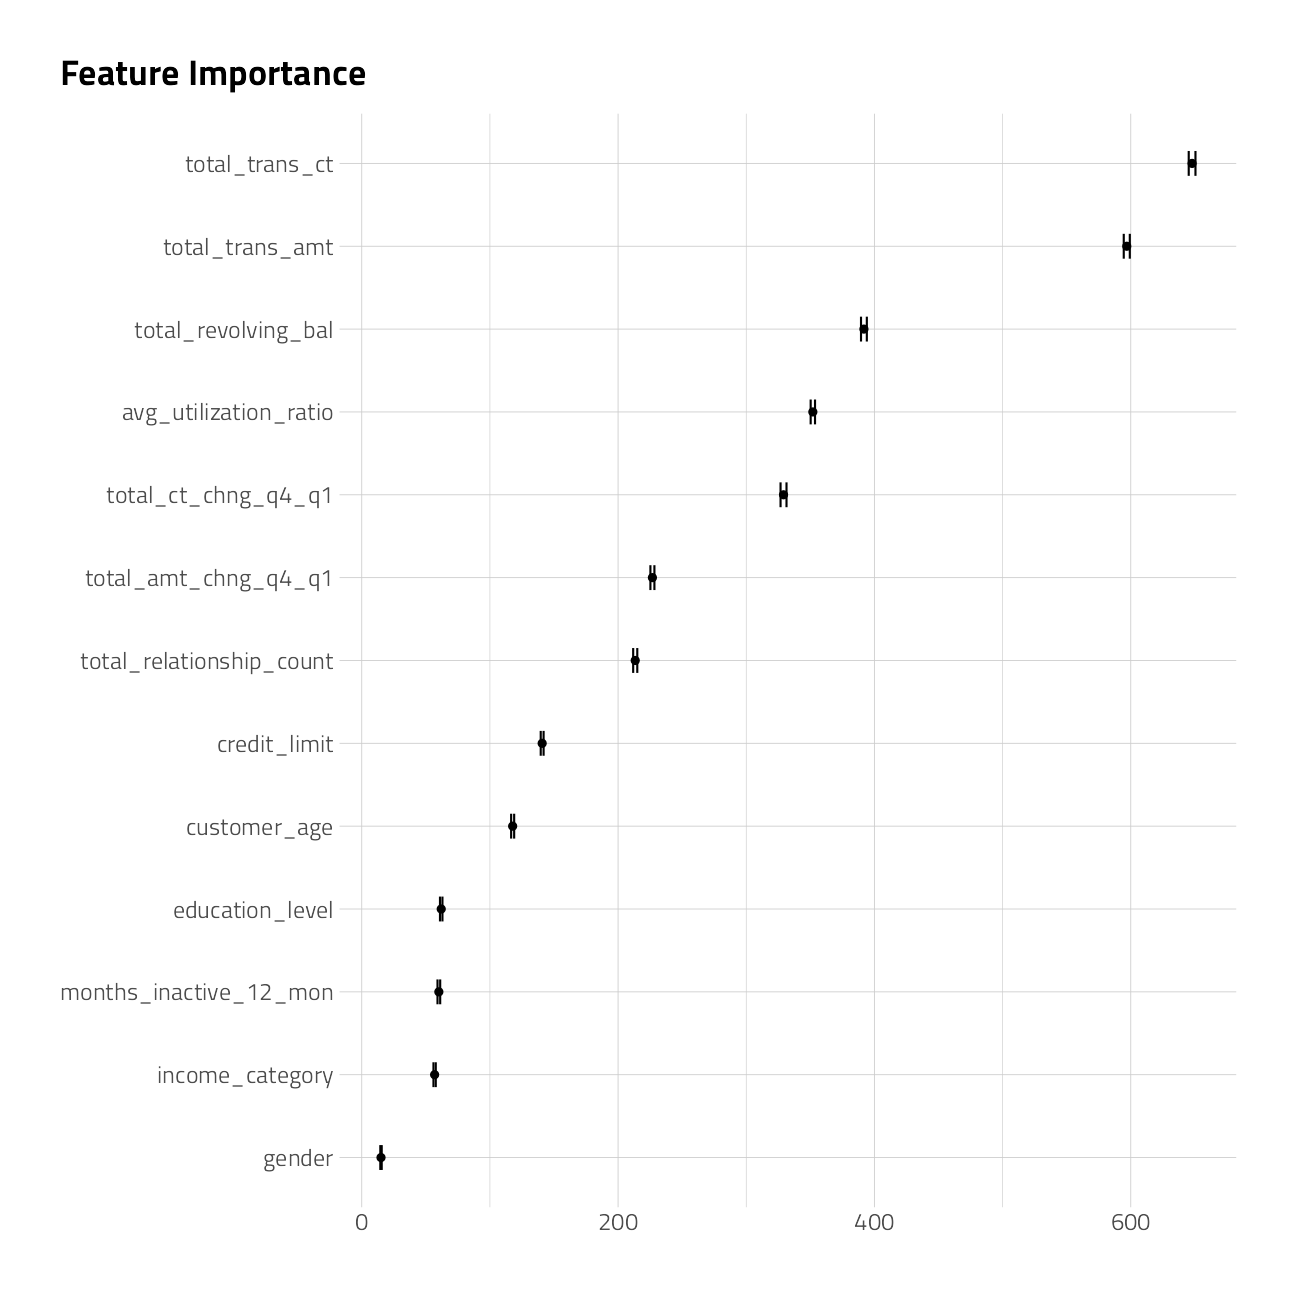 Feature Importance
total_trans_ct
total_trans_amt
total_revolving_bal
avg_utilization_ratio
total_ct_chng_q4_q1
total_amt_chng_q4_q1
total_relationship_count
credit_limit
customer_age
education_level
months_inactive_12_mon
income_category
gender
0 200 400 600